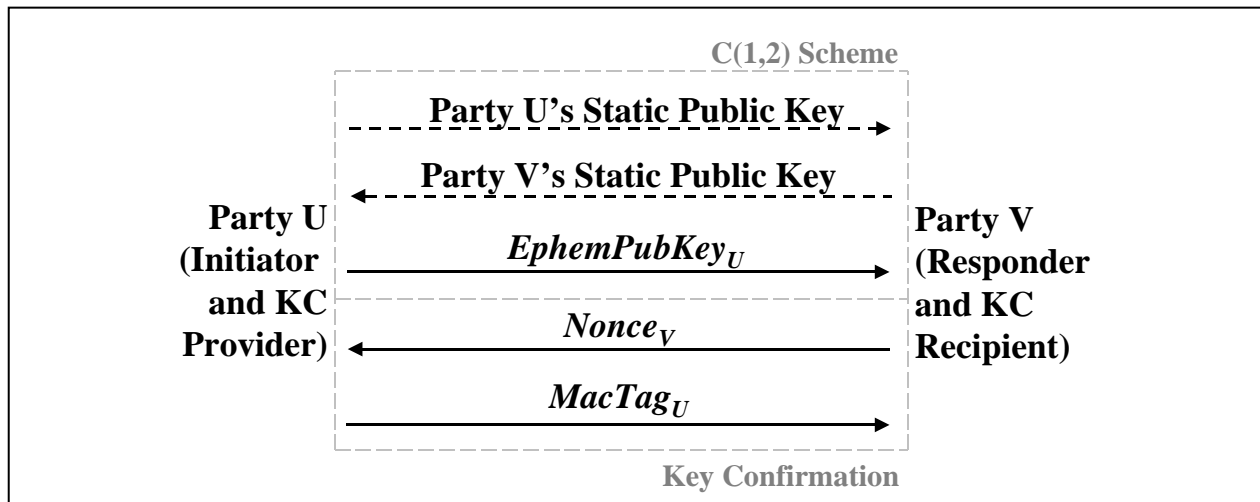 C(1,2) Scheme
Party U’s Static Public Key
Party V’s Static Public Key
Party U
(Initiator
and KC
Provider)
EphemPubKeyU
NonceV
MacTagU
Party V
(Responder
and KC
Recipient)
Key Confirmation